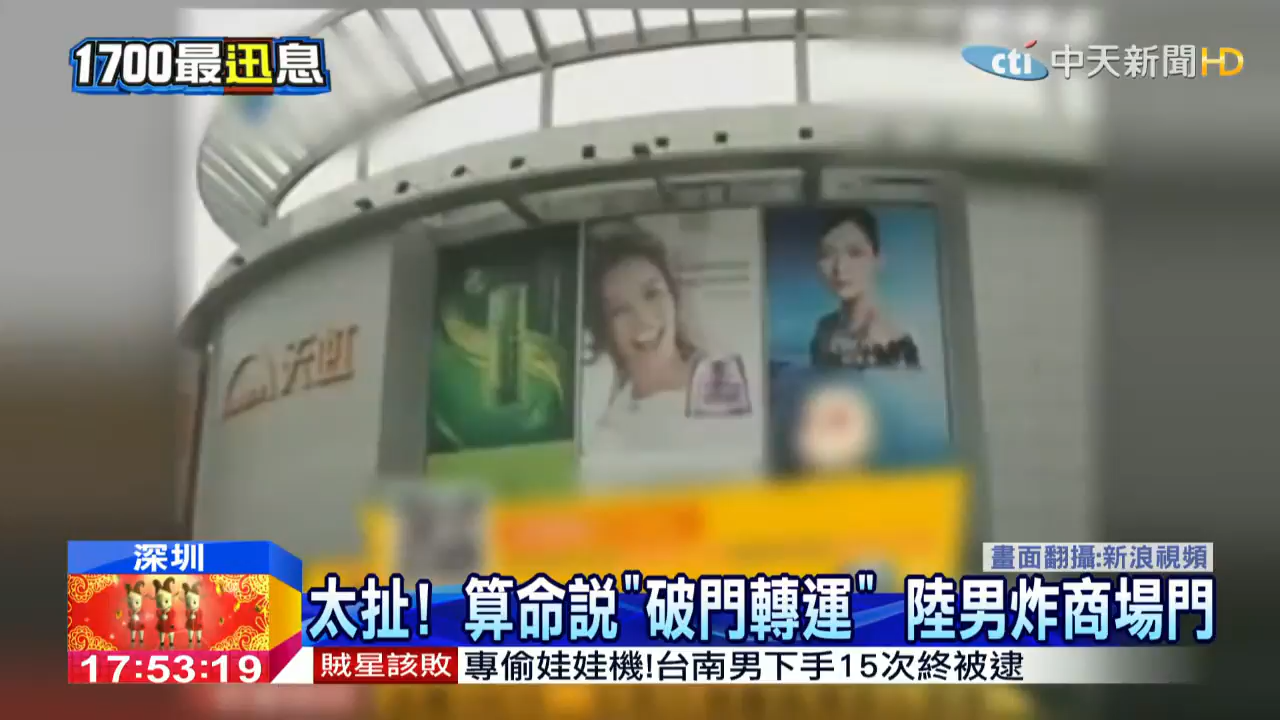 1700最迅息
cti 中天新聞HD
天虹
畫面翻攝:新浪視頻
深圳
太扯! 算命説"破門轉運" 陸男炸商場門
17:53:19
賊星該敗
專偷娃娃機!台南男下手15次終被逮